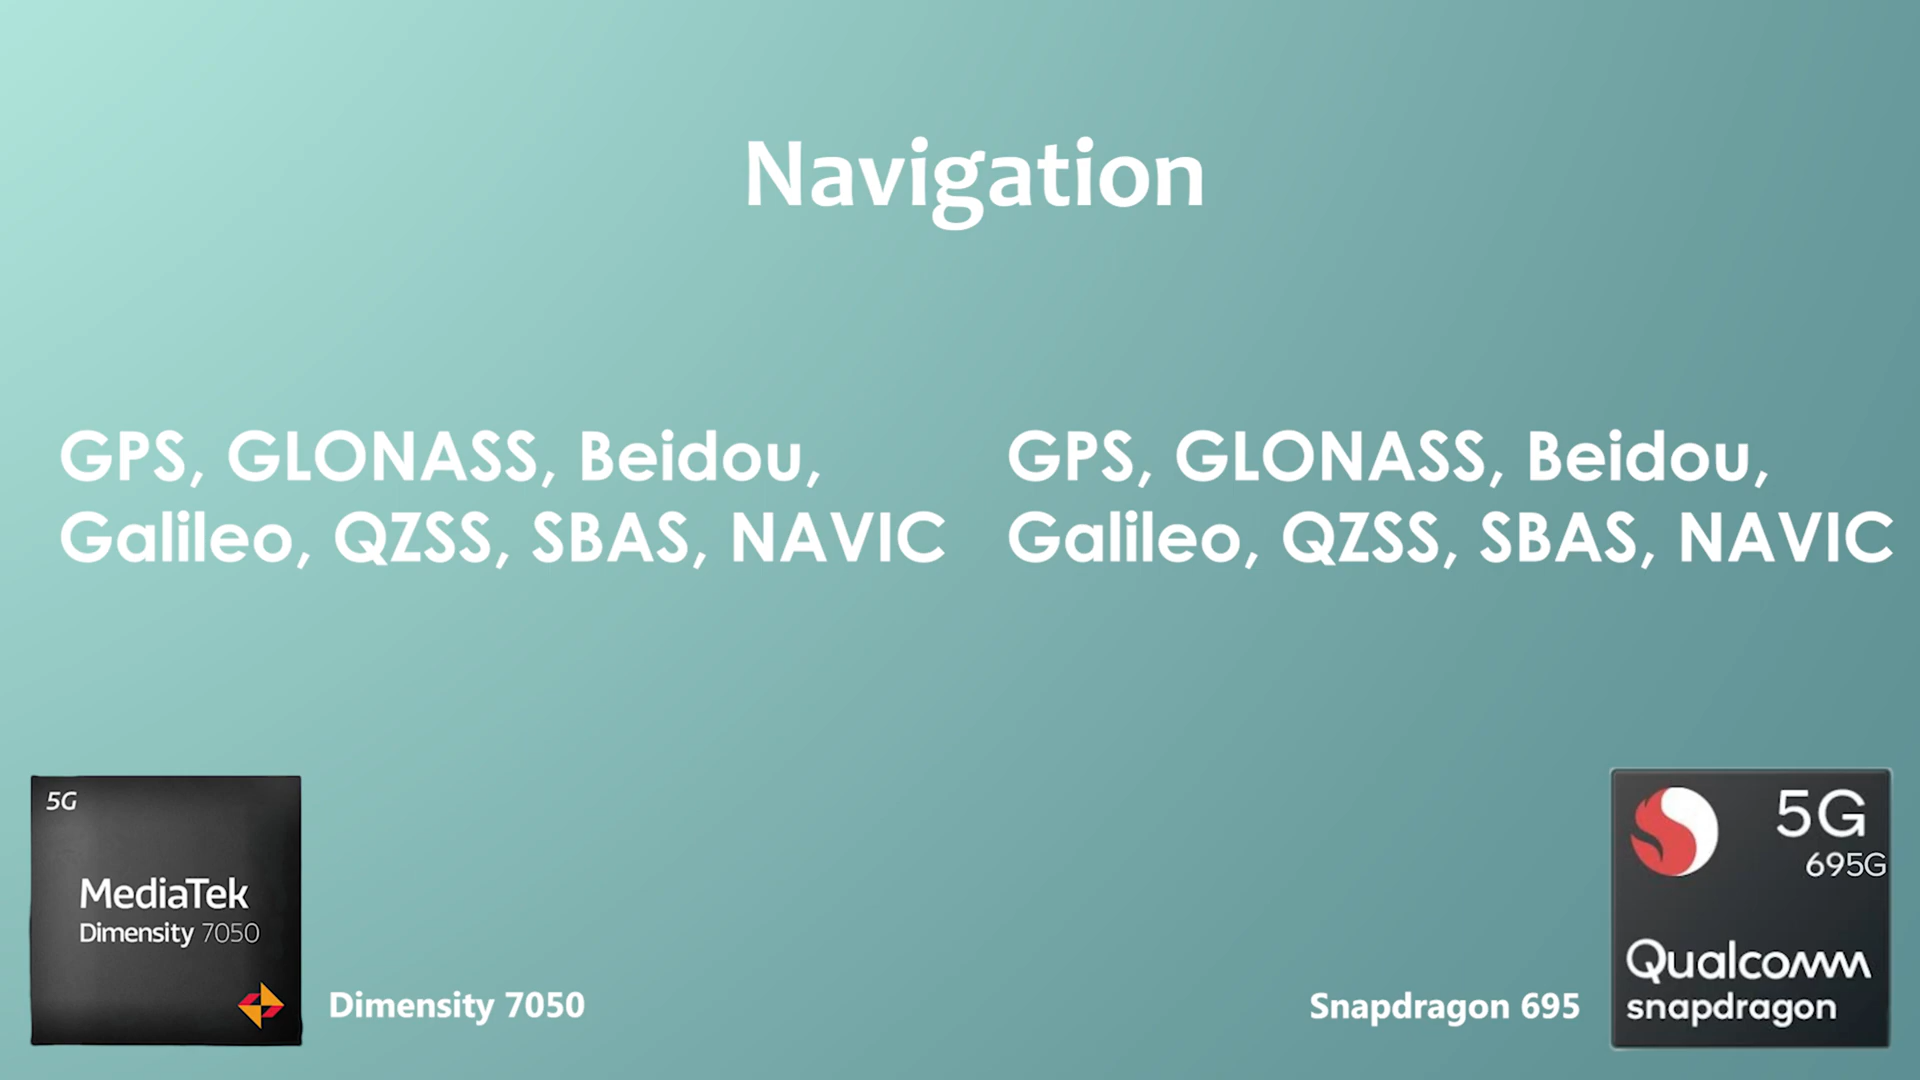 Navigation
GPS, GLONASS, Beidou,
Galileo, QZSS, SBAS, NAVIC
GPS, GLONASS, Beidou,
Galileo, QZSS, SBAS, NAVIC
5G
MediaTek
Dimensity 7050
Dimensity 7050
Snapdragon 695
5G
695G
Qualcomm
snapdragon